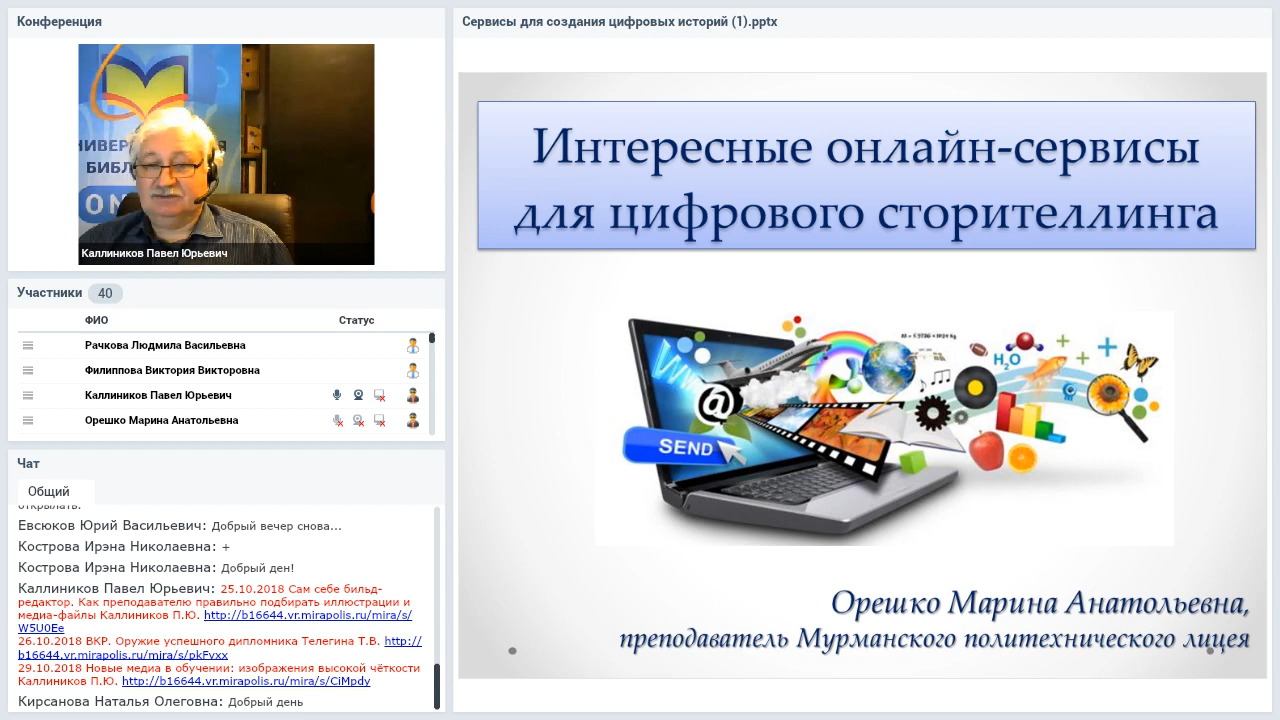 Конференция
НИВЕР
БИБЛ
ON
Каллиников Павел Юрьевич
Участники 40
ФИО Статус
Рачкова Людмила Васильевна
Филиппова Виктория Викторовна
Каллиников Павел Юрьевич
Орешко Марина Анатольевна
Чат
Общий
открылать.
Евсюков Юрий Васильевич: Добрый вечер снова...
Кострова Ирэна Николаевна: +
Кострова Ирэна Николаевна: Добрый ден!
Каллиников Павел Юрьевич: 25.10.2018 Сам себе бильд-
редактор. Как преподавателю правильно подбирать иллюстрации и
медиа-файлы Каллиников П.Ю. http://b16644.vr.mirapolis.ru/mira/s/
W5U0Ee
26.10.2018 ВКР. Оружие успешного дипломника Телегина Т.В. http://
b16644.vr.mirapolis.ru/mira/s/pkFvxx
29.10.2018 Новые медиа в обучении: изображения высокой чёткости
Каллиников П.Ю. http://b16644.vr.mirapolis.ru/mira/s/CiMpdy
Кирсанова Наталья Олеговна: Добрый день
Сервисы для создания цифровых историй (1).pptx
Интересные онлайн-сервисы
для цифрового сторителлинга
W
@
SEND
H2O
Орешко Марина Анатольевна,
преподаватель Мурманского политехнического лицея